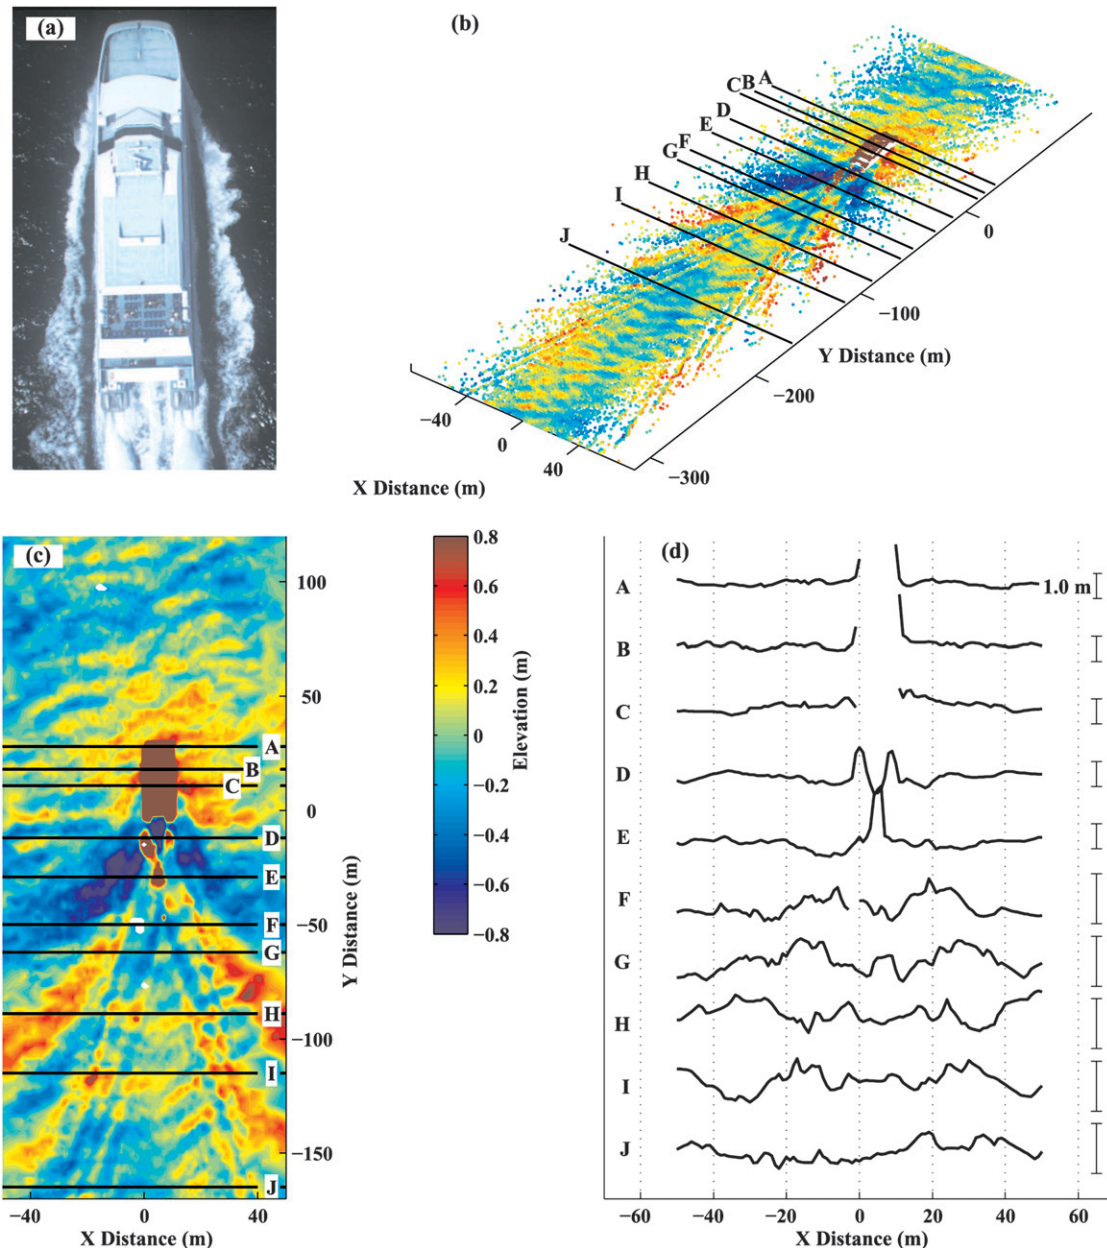 (a)
(b)
A
B
C
D
E
F
G
H
I
J
0
−100
Y Distance (m)
−200
−300
−40
0
40
X Distance (m)
(c)
100
50
0
−50
−100
−150
Y Distance (m)
A
B
C
D
E
F
G
H
I
J
−40
0
40
X Distance (m)
0.8
0.6
0.4
0.2
0
−0.2
−0.4
−0.6
−0.8
Elevation (m)
(d)
A
1.0 m
B
C
D
E
F
G
H
I
J
−60
−40
−20
0
20
40
60
X Distance (m)